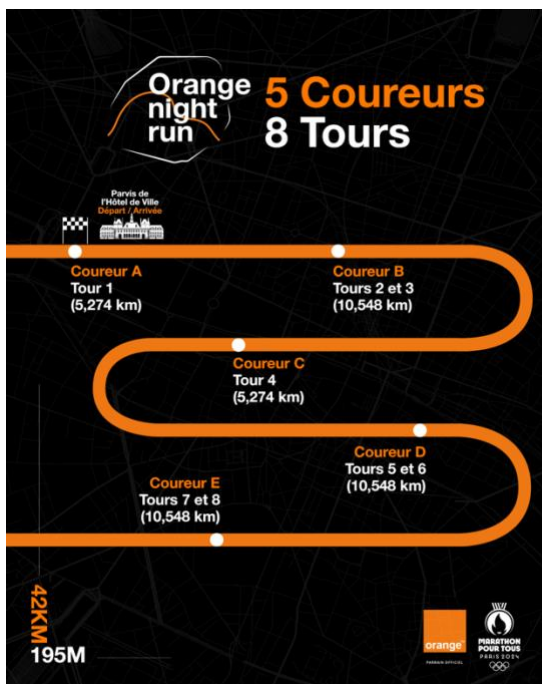 Orange
night
run
5 Coureurs
8 Tours
Parvis de
l'Hôtel de Ville
Départ / Arrivée
Coureur A
Tour 1
(5,274 km)
Coureur B
Tours 2 et 3
(10,548 km)
Coureur C
Tour 4
(5,274 km)
Coureur D
Tours 5 et 6
(10,548 km)
Coureur E
Tours 7 et 8
(10,548 km)
42KM
195M
orange™
PARRAIN OFFICIEL
MARATHON
POUR TOUS
PARIS 2024